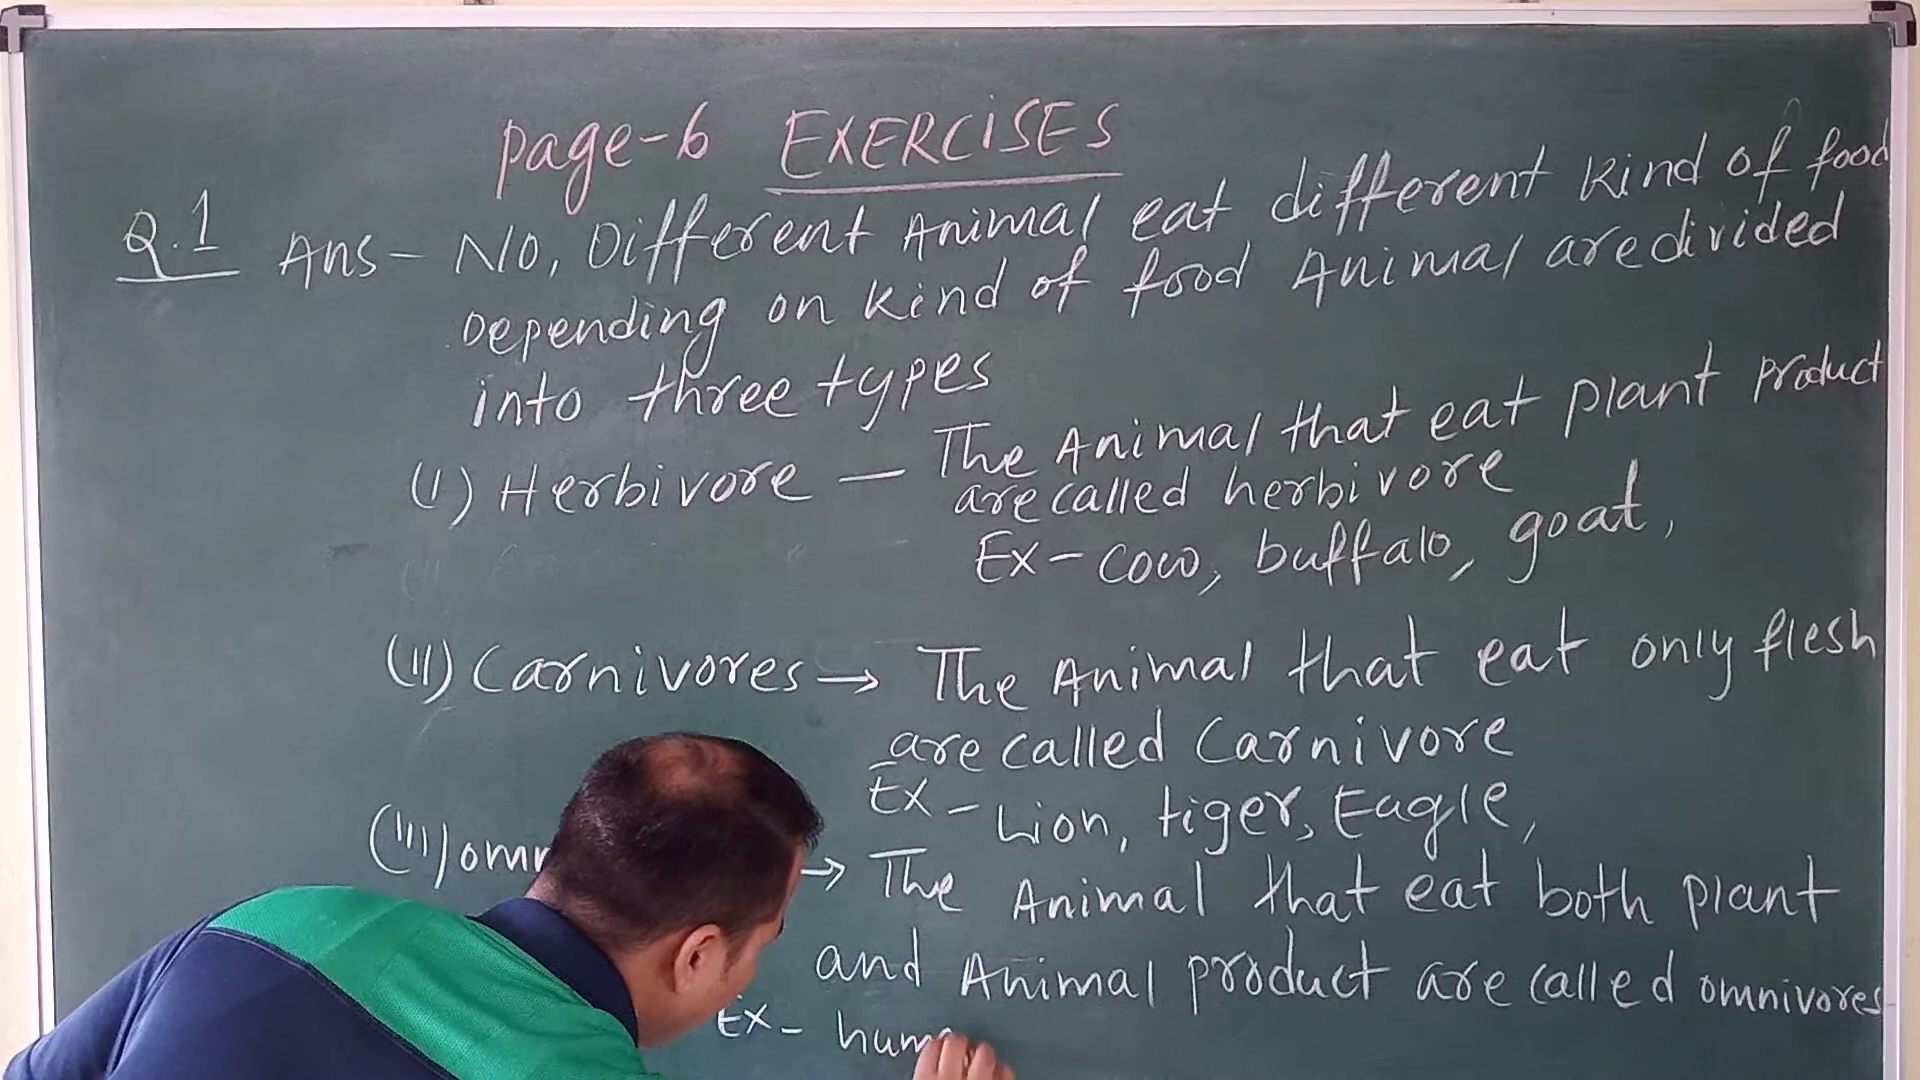 page-6 EXERCISES
Q.1 Ans - No, Different Animal eat different kind of food
Depending on kind of food Animal are divided
into three types
(I) Herbivore — The Animal that eat plant product
are called herbivore
Ex - cow, buffalo, goat,
(II) Carnivores → The Animal that eat only flesh
are called Carnivore
Ex - Lion, tiger, Eagle,
(III) → The Animal that eat both plant
and Animal product are called omnivores
Ex -